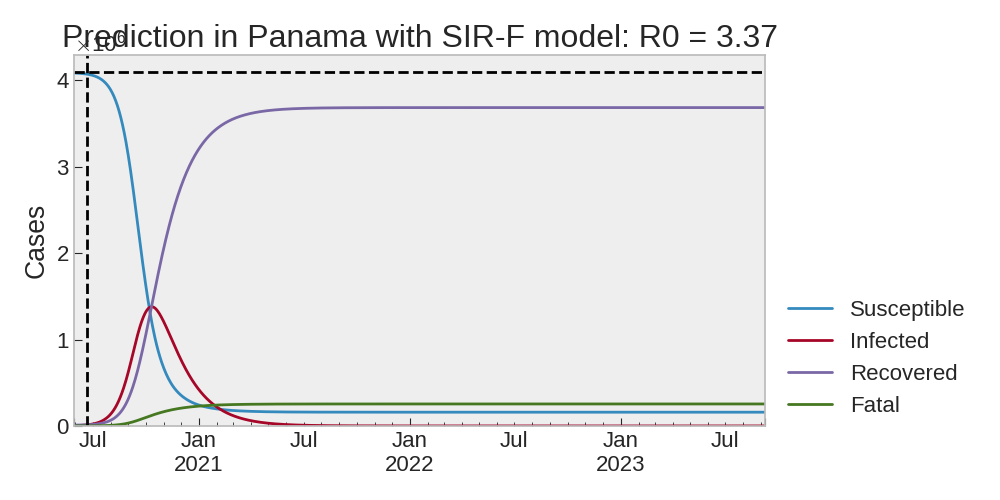 Prediction in Panama with SIR-F model: R0 = 3.37
×10⁶
Cases
4
3
2
1
0
Jul Jan Jul Jan Jul Jan Jul
2021 2022 2023
Susceptible
Infected
Recovered
Fatal